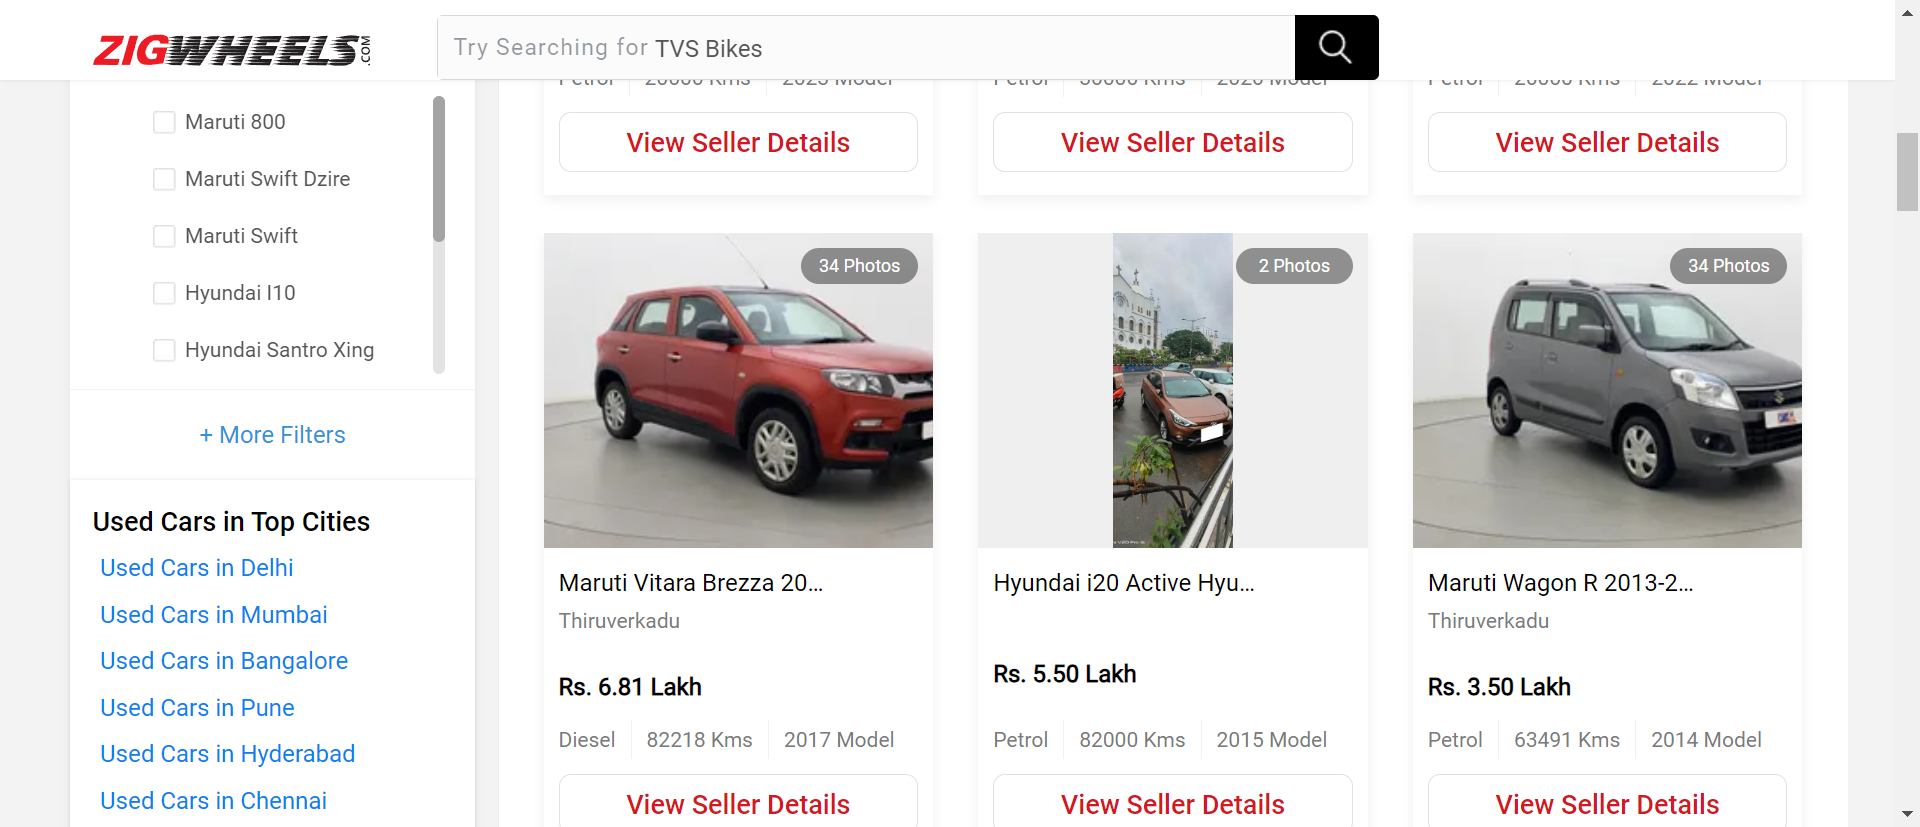 ZIGWHEELS.COM
Try Searching for TVS Bikes
Maruti 800
Maruti Swift Dzire
Maruti Swift
Hyundai I10
Hyundai Santro Xing
+ More Filters
Used Cars in Top Cities
Used Cars in Delhi
Used Cars in Mumbai
Used Cars in Bangalore
Used Cars in Pune
Used Cars in Hyderabad
Used Cars in Chennai
View Seller Details
View Seller Details
View Seller Details
34 Photos
Maruti Vitara Brezza 20...
Thiruverkadu
Rs. 6.81 Lakh
Diesel 82218 Kms 2017 Model
View Seller Details
2 Photos
Hyundai i20 Active Hyu...
Rs. 5.50 Lakh
Petrol 82000 Kms 2015 Model
View Seller Details
34 Photos
Maruti Wagon R 2013-2...
Thiruverkadu
Rs. 3.50 Lakh
Petrol 63491 Kms 2014 Model
View Seller Details